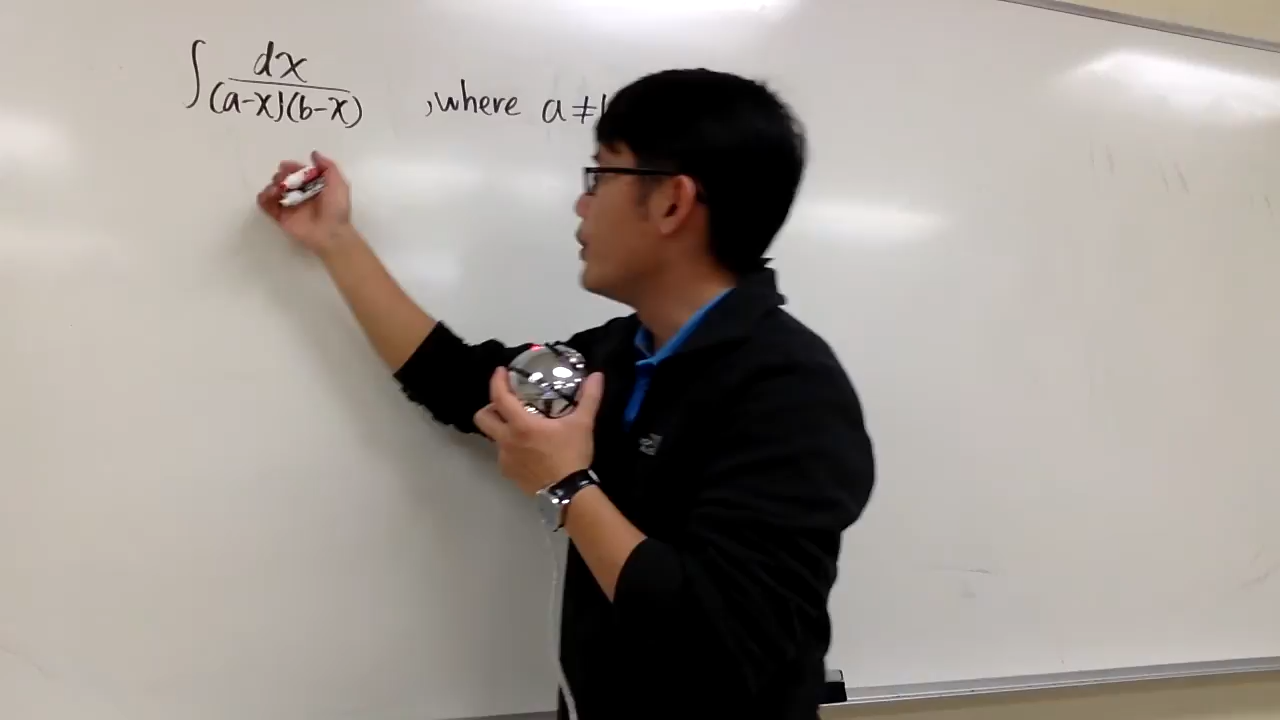 ∫ dx / (a-x)(b-x) , where a ≠